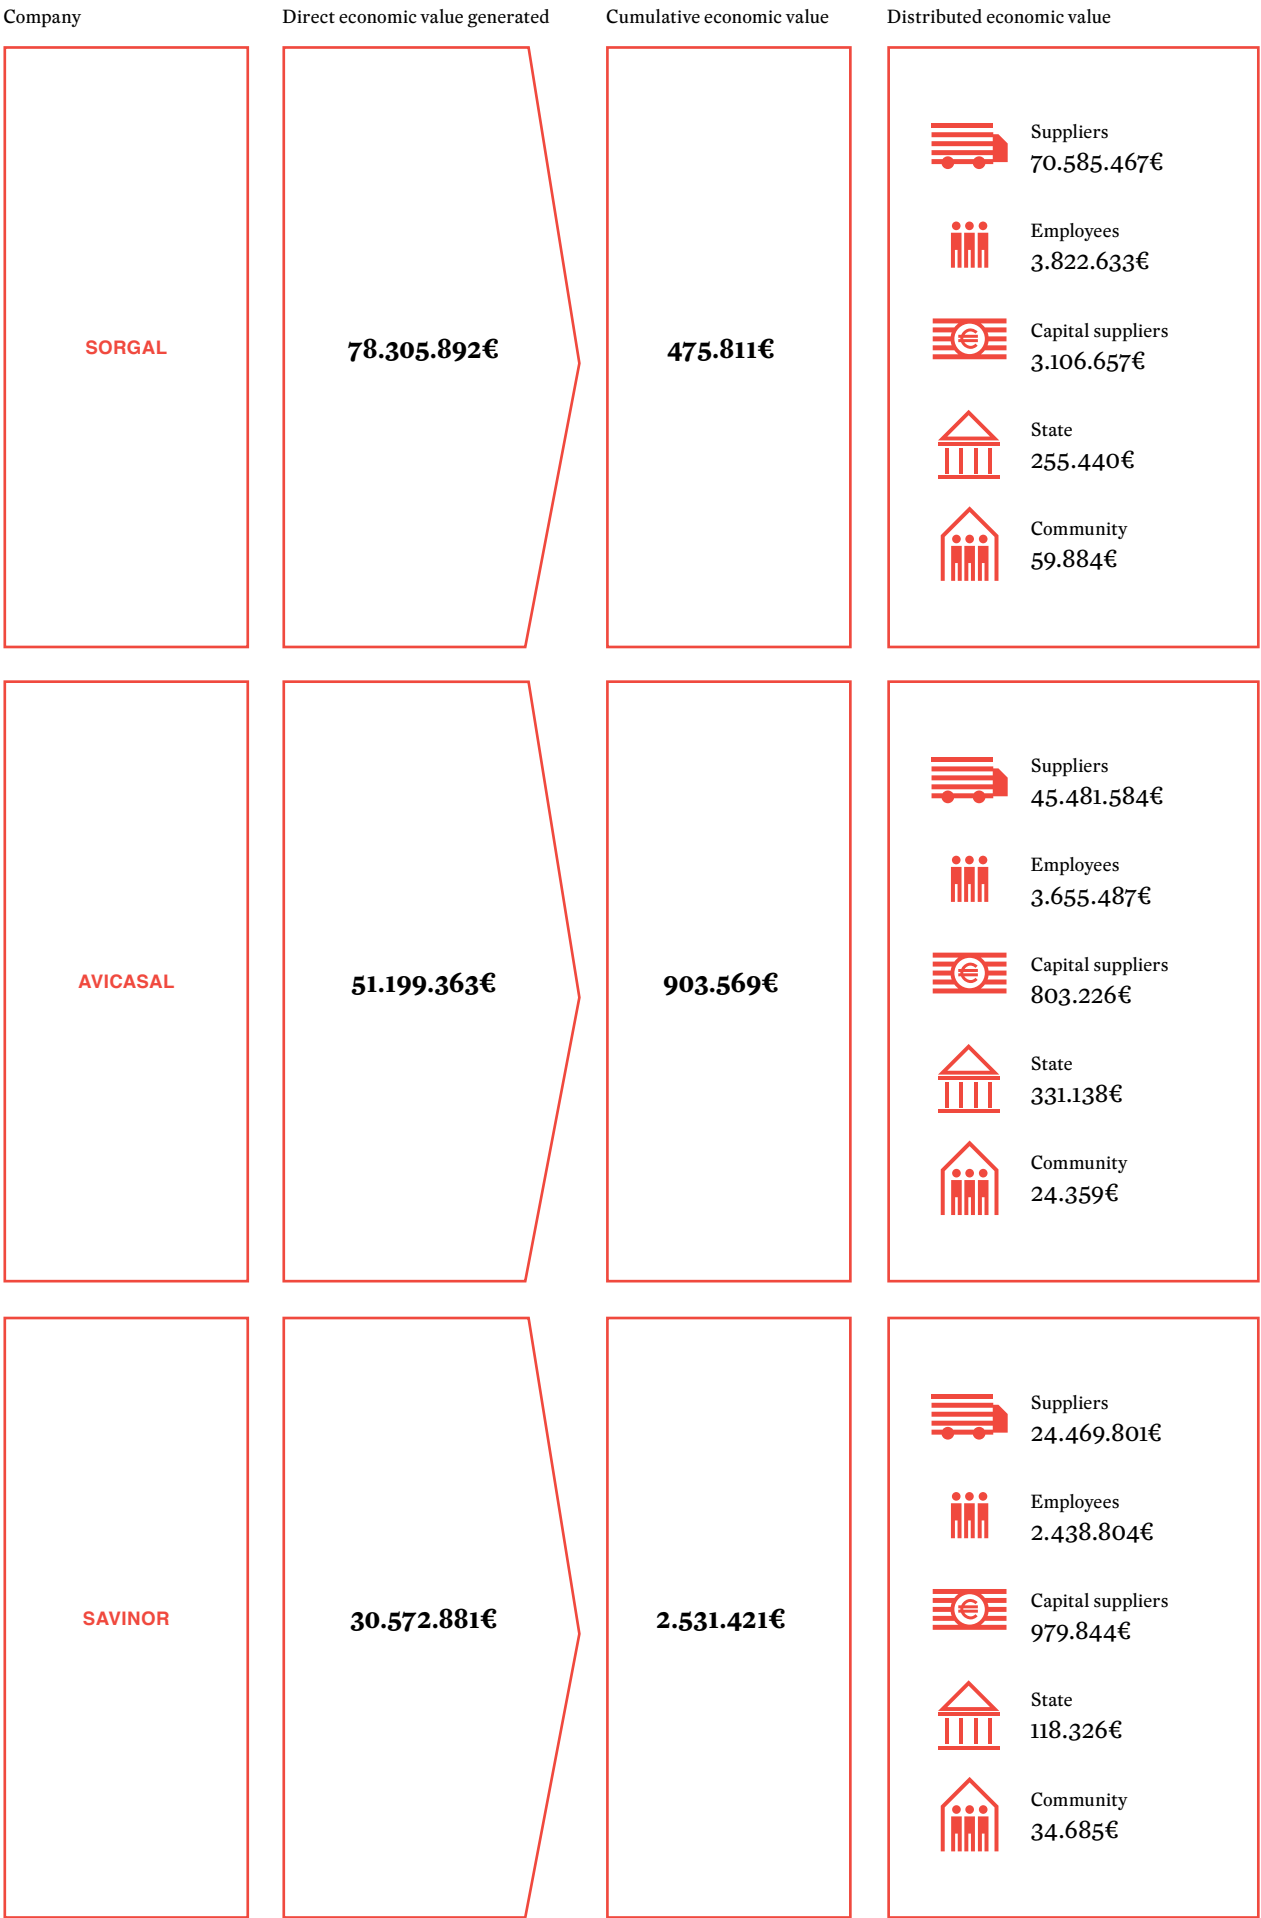 Company
Direct economic value generated
Cumulative economic value
Distributed economic value
SORGAL
78.305.892€
475.811€
Suppliers
70.585.467€
Employees
3.822.633€
Capital suppliers
3.106.657€
State
255.440€
Community
59.884€
AVICASAL
51.199.363€
903.569€
Suppliers
45.481.584€
Employees
3.655.487€
Capital suppliers
803.226€
State
331.138€
Community
24.359€
SAVINOR
30.572.881€
2.531.421€
Suppliers
24.469.801€
Employees
2.438.804€
Capital suppliers
979.844€
State
118.326€
Community
34.685€